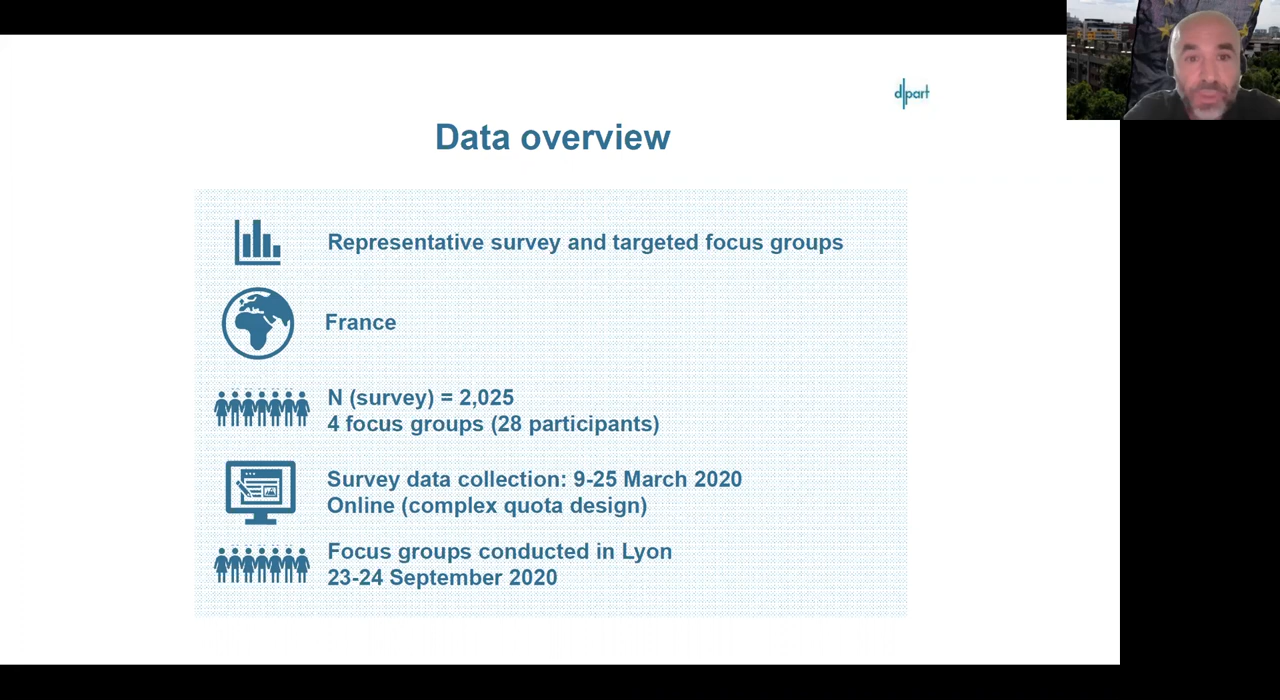 d|part
Data overview
Representative survey and targeted focus groups
France
N (survey) = 2,025
4 focus groups (28 participants)
Survey data collection: 9-25 March 2020
Online (complex quota design)
Focus groups conducted in Lyon
23-24 September 2020